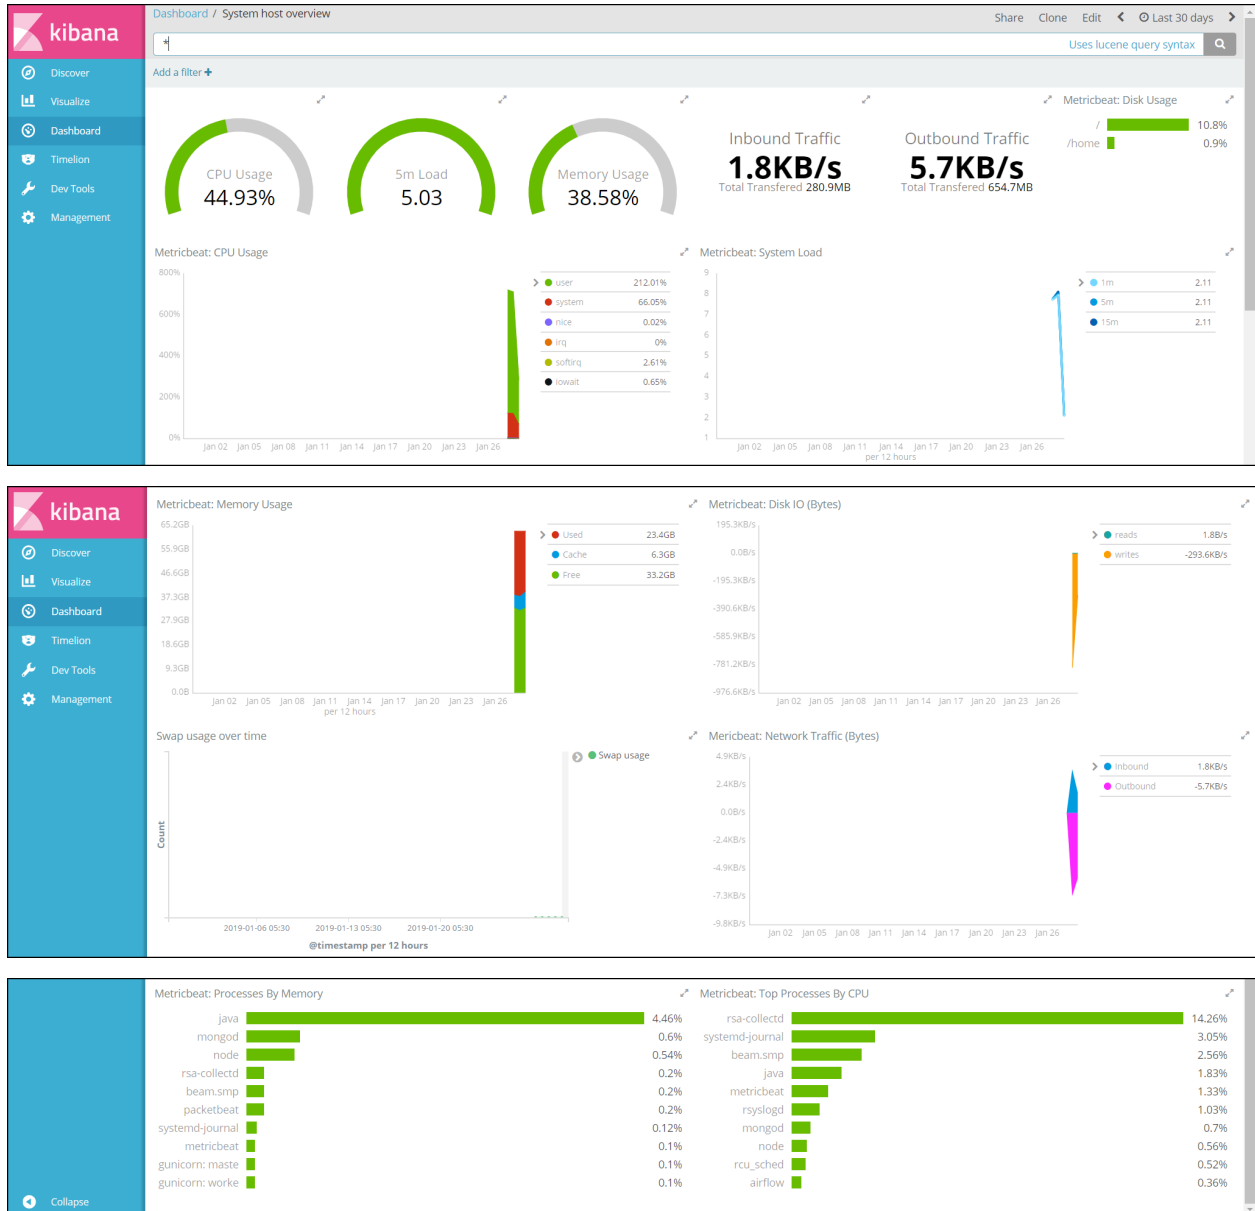 kibana
Discover
Visualize
Dashboard
Timelion
Dev Tools
Management
Dashboard / System host overview
Share Clone Edit Last 30 days
*
Uses lucene query syntax
Add a filter +
CPU Usage
44.93%
5m Load
5.03
Memory Usage
38.58%
Inbound Traffic
1.8KB/s
Total Transfered 280.9MB
Outbound Traffic
5.7KB/s
Total Transfered 654.7MB
Metricbeat: Disk Usage
/ 10.8%
/home 0.9%
Metricbeat: CPU Usage
800%
600%
400%
200%
0%
Jan 02 Jan 05 Jan 08 Jan 11 Jan 14 Jan 17 Jan 20 Jan 23 Jan 26
user 212.01%
system 66.05%
nice 0.02%
irq 0%
softirq 2.61%
iowait 0.65%
Metricbeat: System Load
9
8
7
6
5
4
3
2
1
Jan 02 Jan 05 Jan 08 Jan 11 Jan 14 Jan 17 Jan 20 Jan 23 Jan 26
per 12 hours
1m 2.11
5m 2.11
15m 2.11
kibana
Discover
Visualize
Dashboard
Timelion
Dev Tools
Management
Metricbeat: Memory Usage
65.2GB
55.9GB
46.6GB
37.3GB
27.9GB
18.6GB
9.3GB
0.0B
Jan 02 Jan 05 Jan 08 Jan 11 Jan 14 Jan 17 Jan 20 Jan 23 Jan 26
per 12 hours
Used 23.4GB
Cache 6.3GB
Free 33.2GB
Metricbeat: Disk IO (Bytes)
195.3KB/s
0.0B/s
-195.3KB/s
-390.6KB/s
-585.9KB/s
-781.2KB/s
-976.6KB/s
Jan 02 Jan 05 Jan 08 Jan 11 Jan 14 Jan 17 Jan 20 Jan 23 Jan 26
reads 1.8B/s
writes -293.6KB/s
Swap usage over time
Count
2019-01-06 05:30 2019-01-13 05:30 2019-01-20 05:30
@timestamp per 12 hours
Swap usage
Mericbeat: Network Traffic (Bytes)
4.9KB/s
2.4KB/s
0.0B/s
-2.4KB/s
-4.9KB/s
-7.3KB/s
-9.8KB/s
Jan 02 Jan 05 Jan 08 Jan 11 Jan 14 Jan 17 Jan 20 Jan 23 Jan 26
Inbound 1.8KB/s
Outbound -5.7KB/s
Collapse
Metricbeat: Processes By Memory
java 4.46%
mongod 0.6%
node 0.54%
rsa-collectd 0.2%
beam.smp 0.2%
packetbeat 0.2%
systemd-journal 0.12%
metricbeat 0.1%
gunicorn: maste 0.1%
gunicorn: worke 0.1%
Metricbeat: Top Processes By CPU
rsa-collectd 14.26%
systemd-journal 3.05%
beam.smp 2.56%
java 1.83%
metricbeat 1.33%
rsyslogd 1.03%
mongod 0.7%
node 0.56%
rcu_sched 0.52%
airflow 0.36%